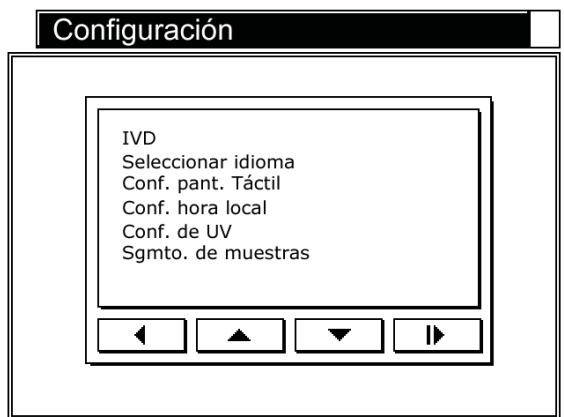 Configuración
IVD
Seleccionar idioma
Conf. pant. Táctil
Conf. hora local
Conf. de UV
Sgmto. de muestras